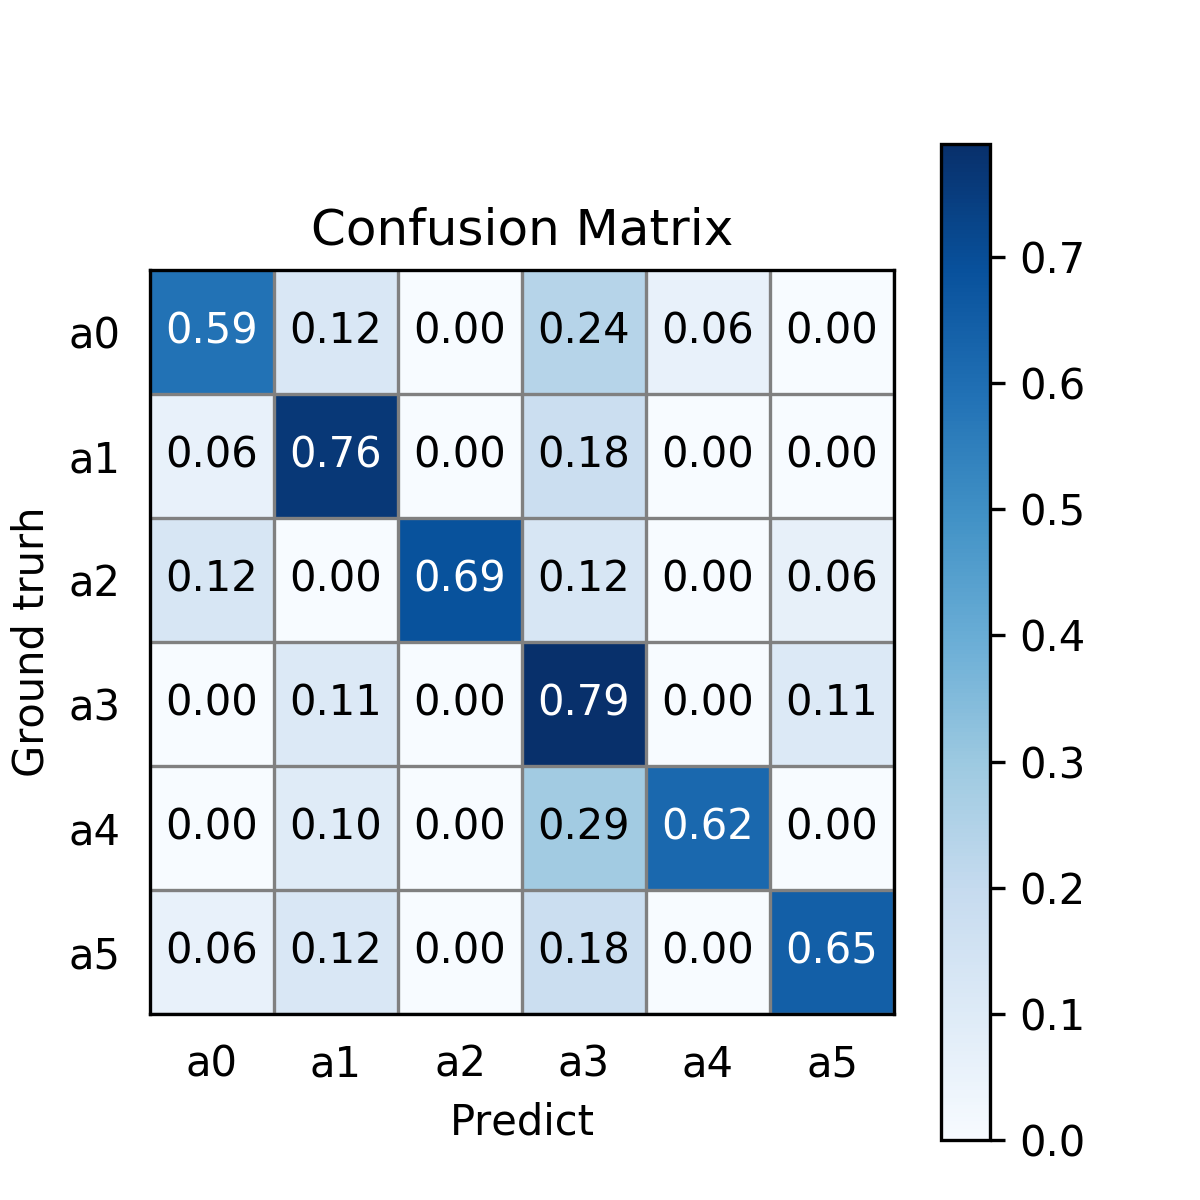 Confusion Matrix
a0 0.59 0.12 0.00 0.24 0.06 0.00
a1 0.06 0.76 0.00 0.18 0.00 0.00
a2 0.12 0.00 0.69 0.12 0.00 0.06
a3 0.00 0.11 0.00 0.79 0.00 0.11
a4 0.00 0.10 0.00 0.29 0.62 0.00
a5 0.06 0.12 0.00 0.18 0.00 0.65
a0 a1 a2 a3 a4 a5
Predict
Ground trurh
0.7
0.6
0.5
0.4
0.3
0.2
0.1
0.0